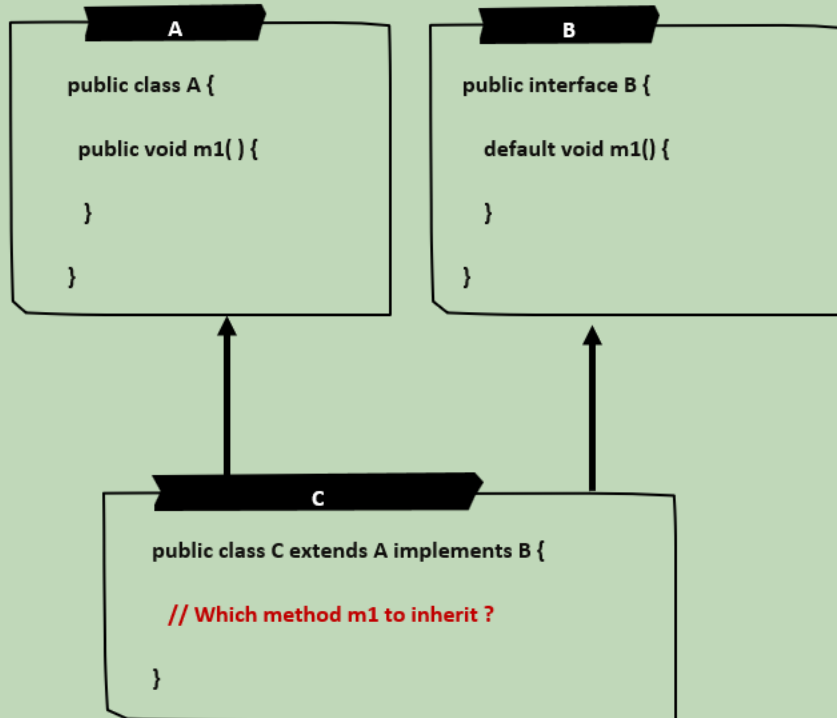 A
public class A {
public void m1( ) {
}
}
B
public interface B {
default void m1() {
}
}
C
public class C extends A implements B {
// Which method m1 to inherit ?
}